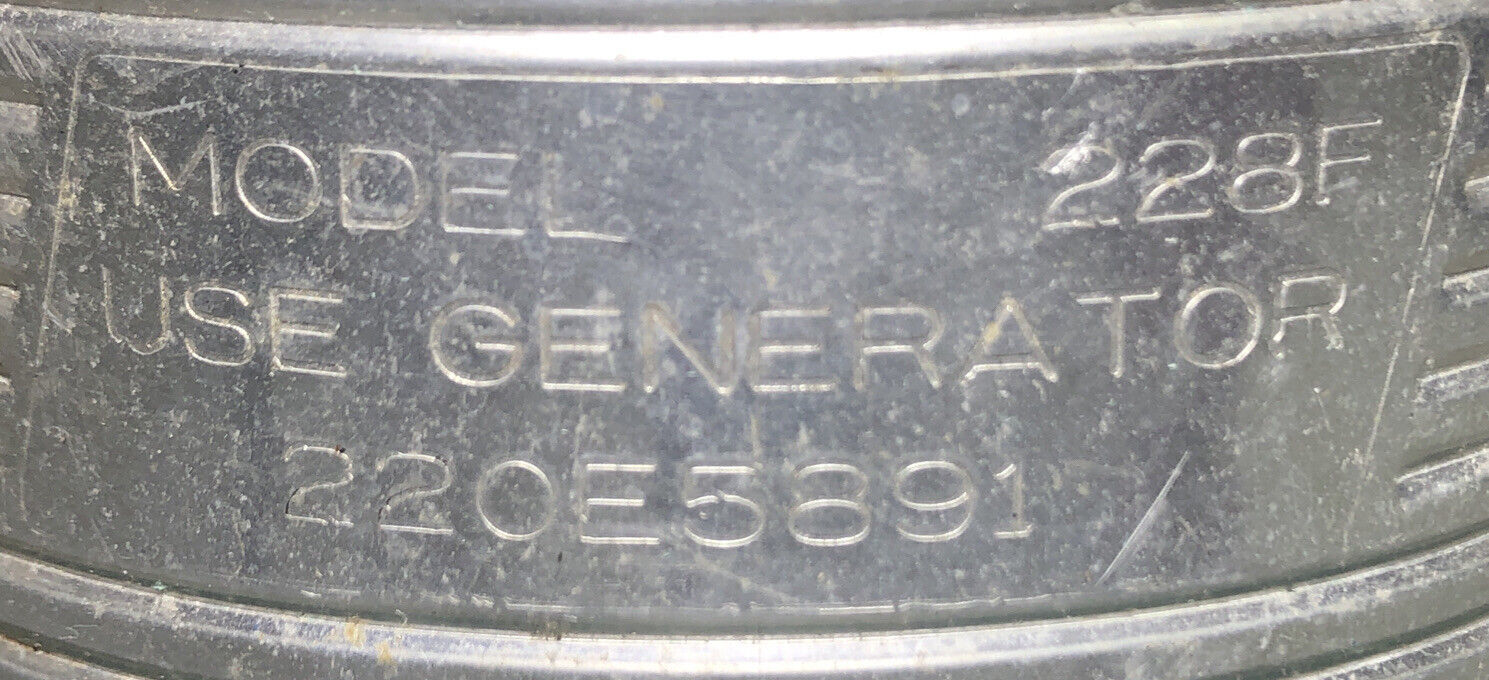 MODEL 228F
USE GENERATOR
220E5891